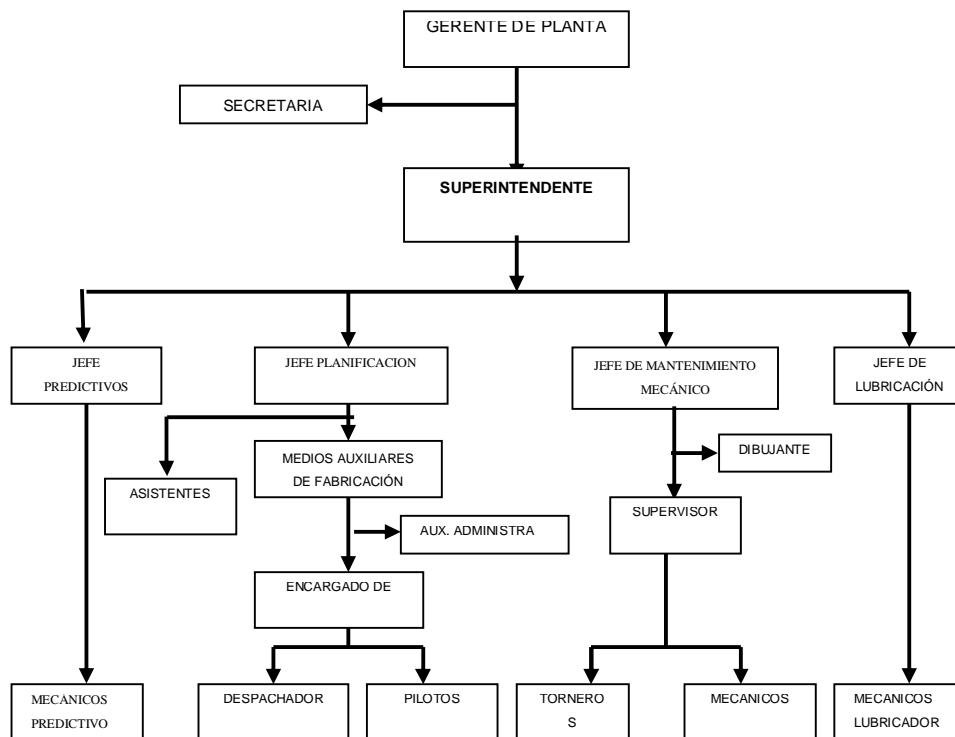 GERENTE DE PLANTA
SECRETARIA
SUPERINTENDENTE
JEFE
PREDICTIVOS
JEFE PLANIFICACION
JEFE DE MANTENIMIENTO
MECÁNICO
JEFE DE
LUBRICACIÓN
ASISTENTES
MEDIOS AUXILIARES
DE FABRICACIÓN
DIBUJANTE
AUX. ADMINISTRA
SUPERVISOR
ENCARGADO DE
MECÁNICOS
PREDICTIVO
DESPACHADOR
PILOTOS
TORNERO
S
MECANICOS
MECANICOS
LUBRICADOR